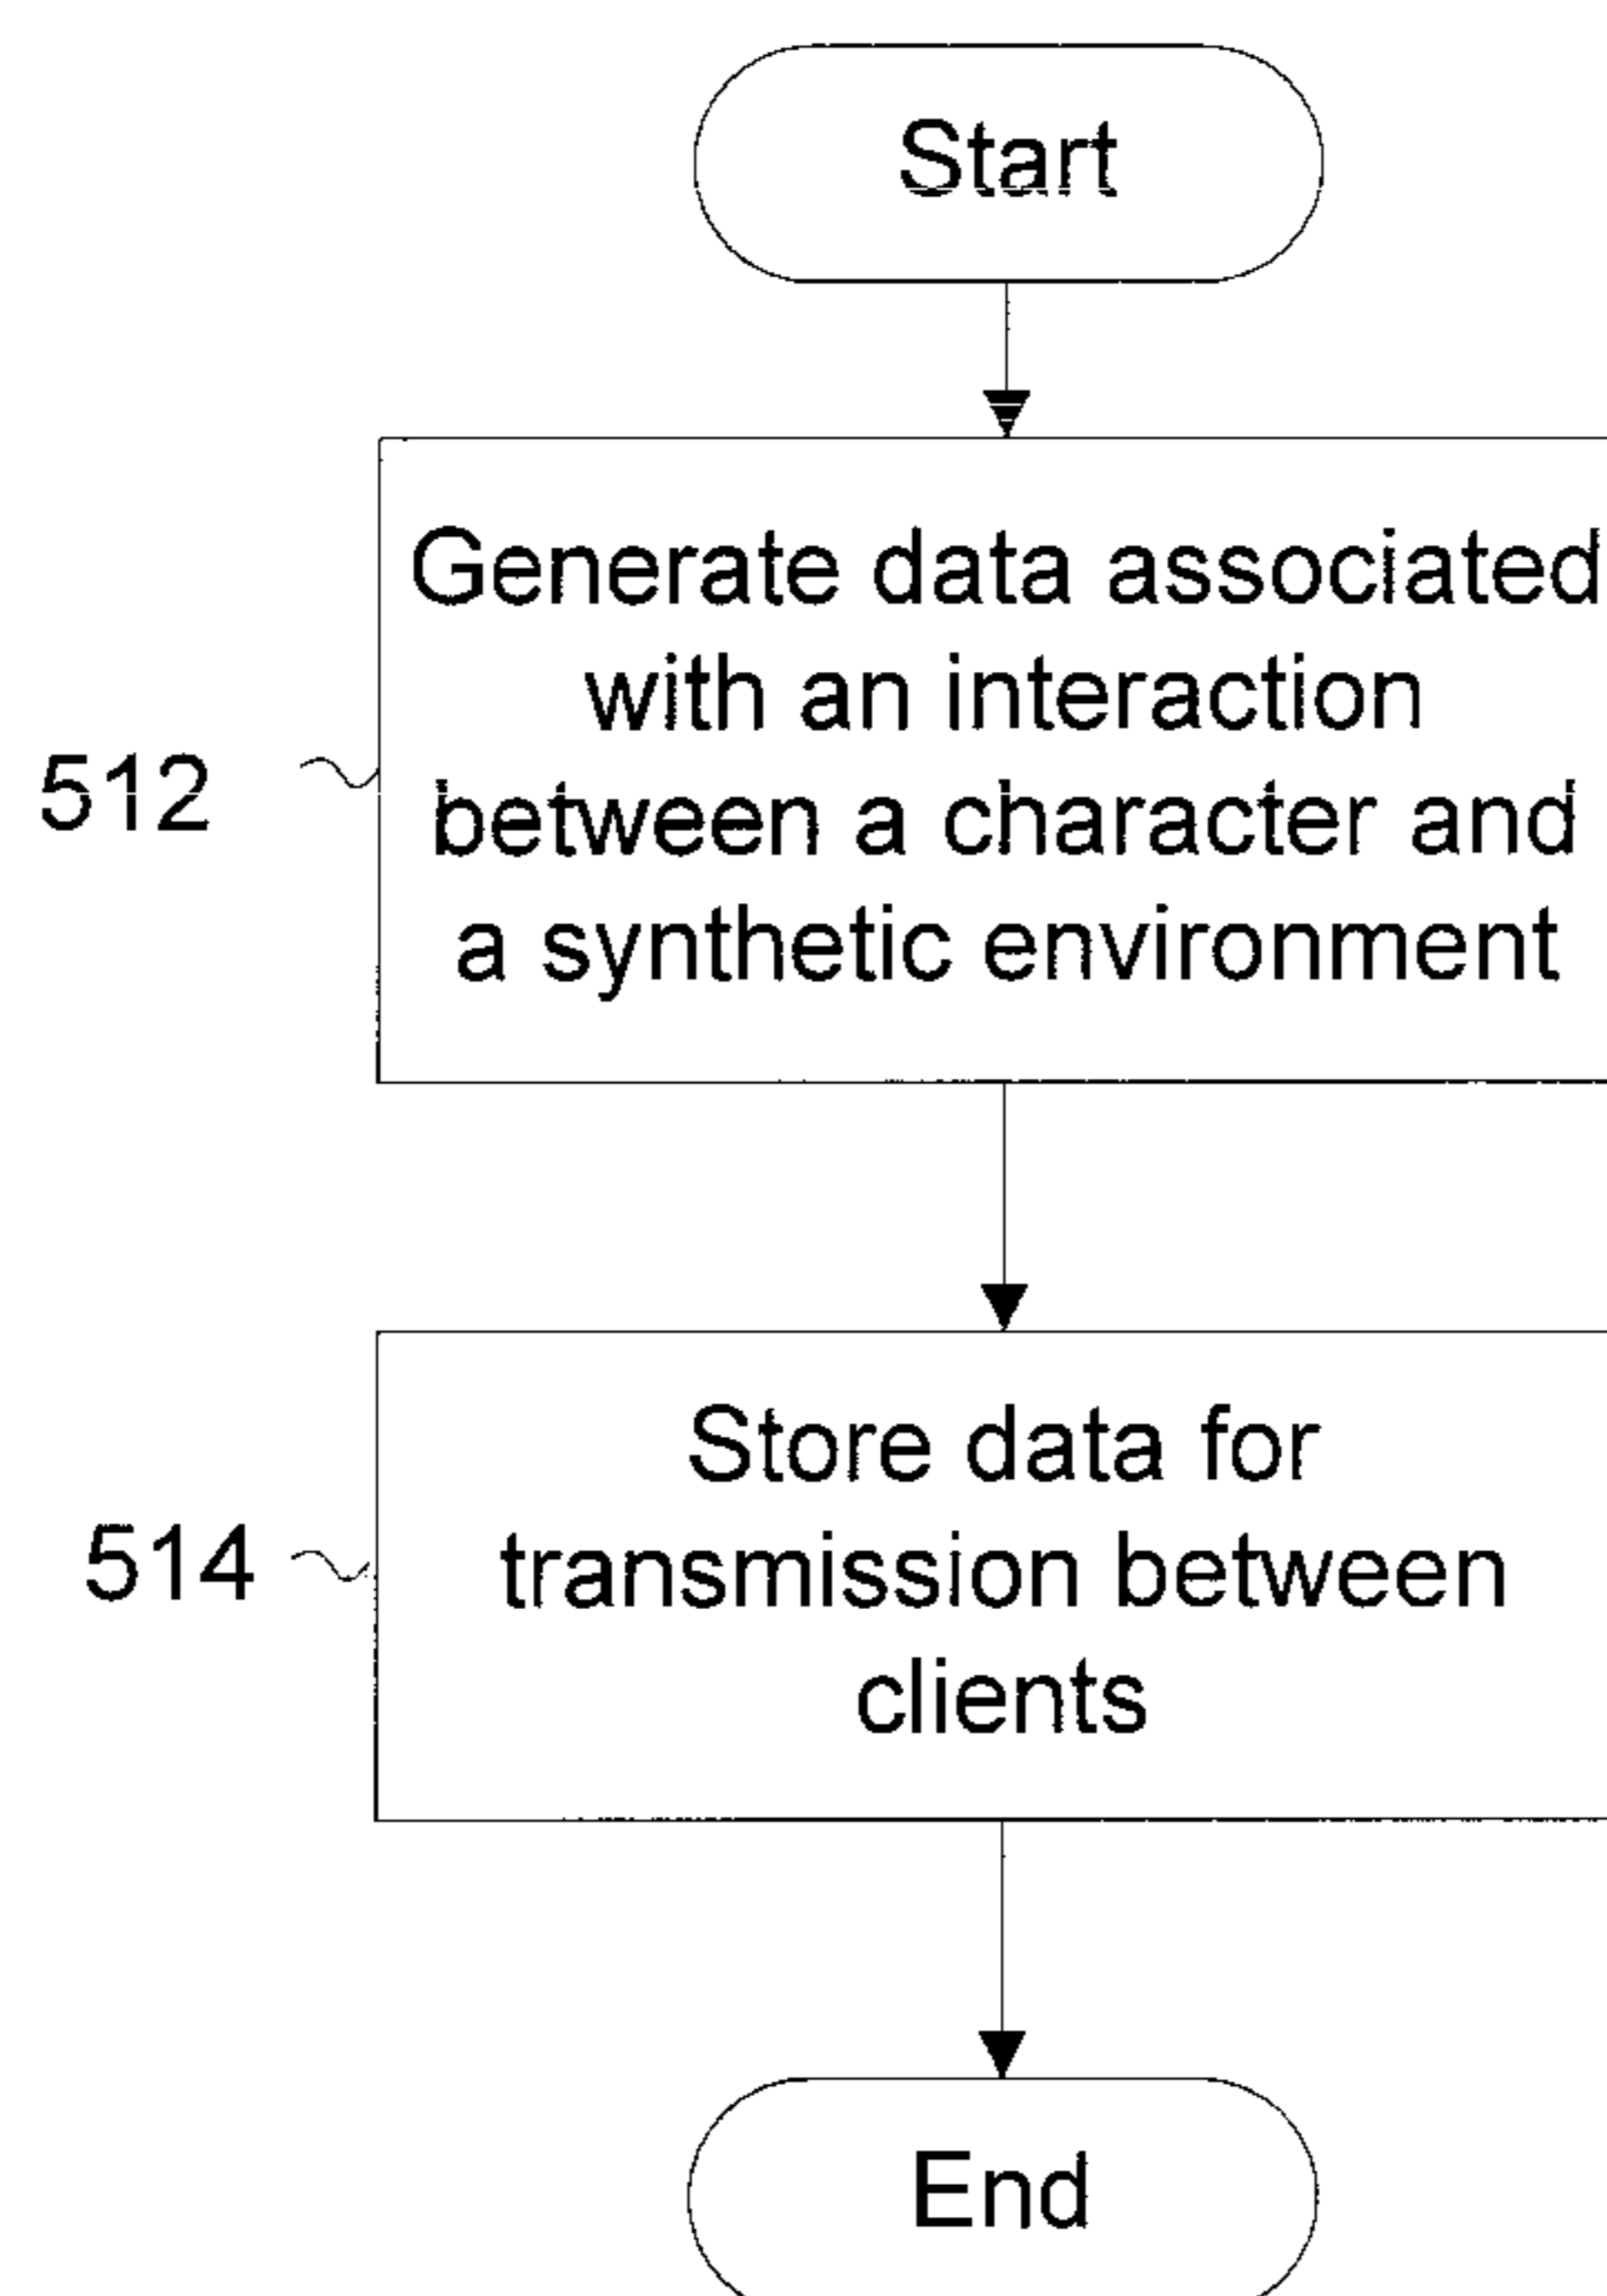 Start
Generate data associated
with an interaction
between a character and
a synthetic environment
512
Store data for
transmission between
clients
514
End